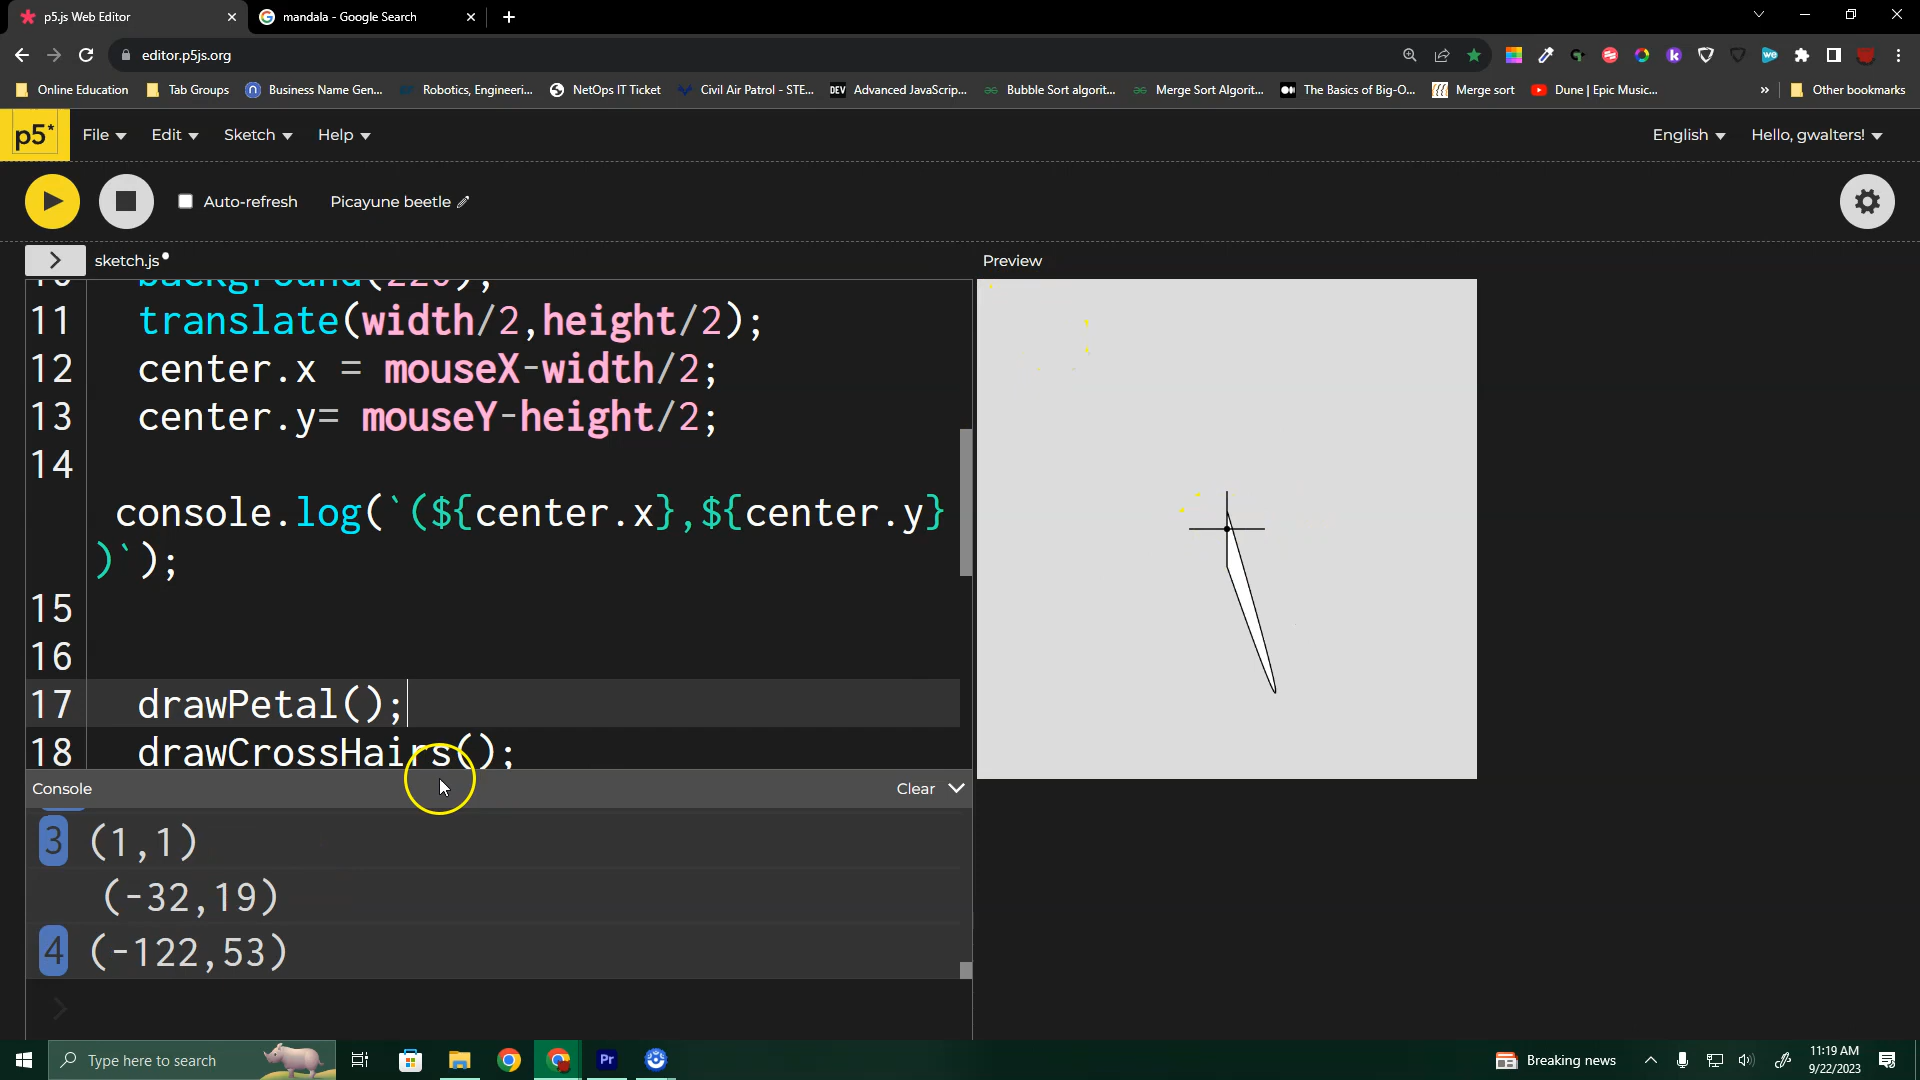 p5.js Web Editor
mandala - Google Search
editor.p5js.org
Online Education
Tab Groups
Business Name Gen...
Robotics, Engineeri...
NetOps IT Ticket
Civil Air Patrol - STE...
DEV
Advanced JavaScrip...
Bubble Sort algorit...
Merge Sort Algorit...
The Basics of Big-O...
Merge sort
Dune | Epic Music...
»
Other bookmarks
p5*
File
Edit
Sketch
Help
English
Hello, gwalters!
Auto-refresh
Picayune beetle
sketch.js
Preview
10 background(220);
11 translate(width/2,height/2);
12 center.x = mouseX-width/2;
13 center.y= mouseY-height/2;
14
console.log(`(${center.x},${center.y}
)`);
15
16
17 drawPetal();
18 drawCrossHairs();
Console
Clear
3 (1,1)
(-32,19)
4 (-122,53)
Type here to search
Pr
Breaking news
11:19 AM
9/22/2023